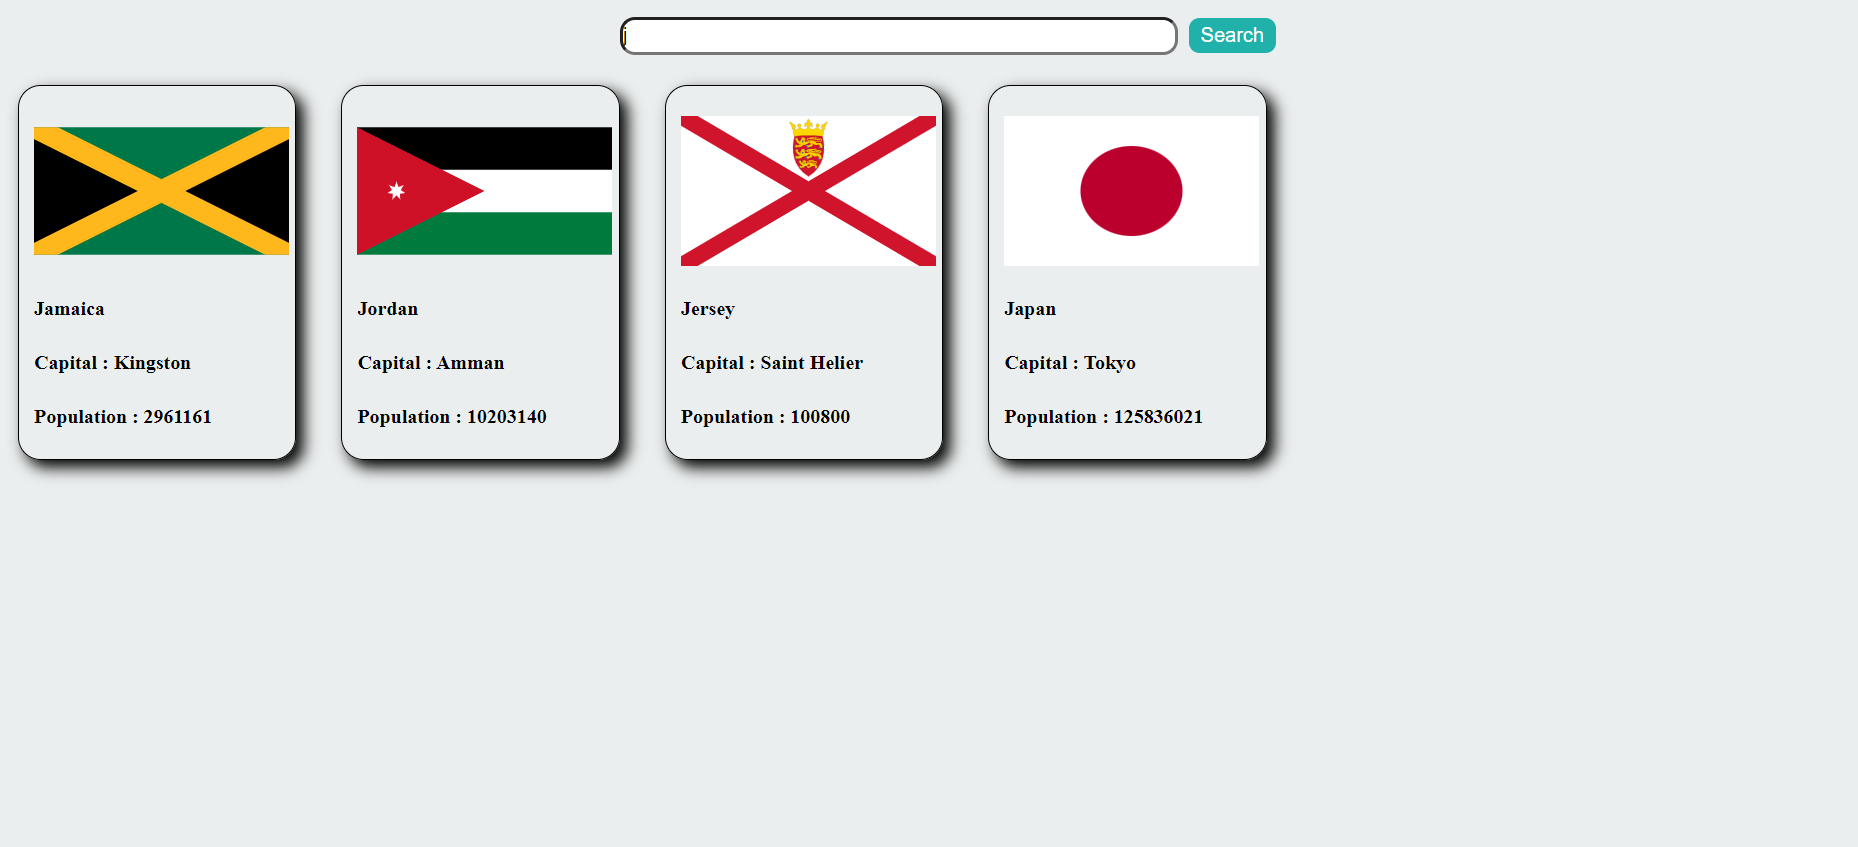 j
Search
Jamaica
Capital : Kingston
Population : 2961161
Jordan
Capital : Amman
Population : 10203140
Jersey
Capital : Saint Helier
Population : 100800
Japan
Capital : Tokyo
Population : 125836021